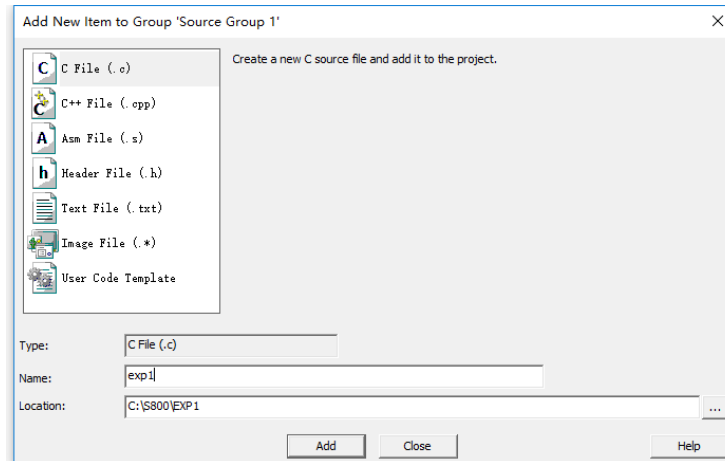 Add New Item to Group 'Source Group 1'
C File (.c)
Create a new C source file and add it to the project.
C++ File (.cpp)
Asm File (.s)
Header File (.h)
Text File (.txt)
Image File (.*)
User Code Template
Type:
C File (.c)
Name:
exp1
Location:
C:\S800\EXP1
...
Add
Close
Help